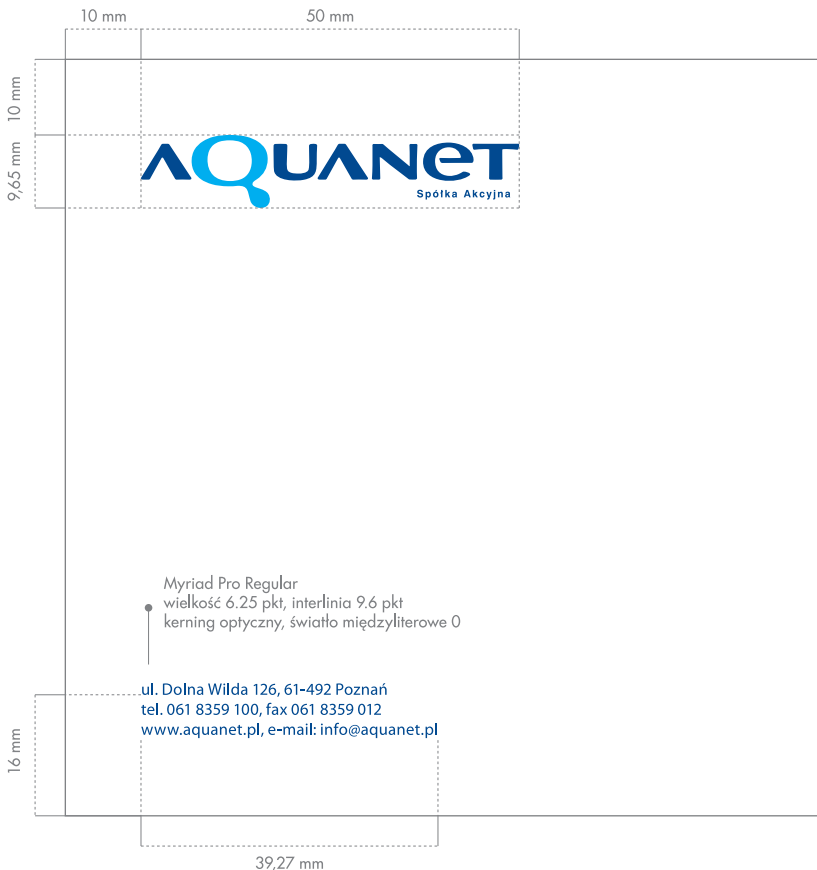 10 mm
50 mm
10 mm
9,65 mm
AQUANET
Spółka Akcyjna
Myriad Pro Regular
wielkość 6.25 pkt, interlinia 9.6 pkt
kerning optyczny, światło międzyliterowe 0
ul. Dolna Wilda 126, 61-492 Poznań
tel. 061 8359 100, fax 061 8359 012
www.aquanet.pl, e-mail: info@aquanet.pl
16 mm
39,27 mm